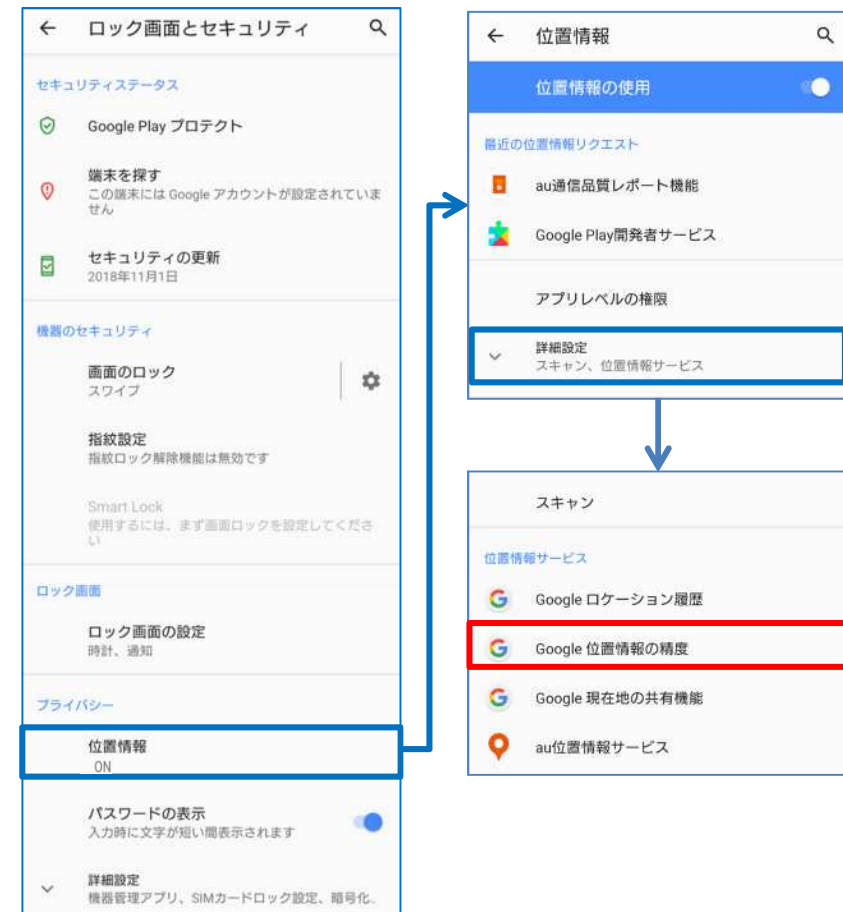 ロック画面とセキュリティ
セキュリティステータス
Google Play プロテクト
端末を探す
この端末には Google アカウントが設定されていま
せん
セキュリティの更新
2018年11月1日
機器のセキュリティ
画面のロック
スワイプ
指紋設定
指紋ロック解除機能は無効です
Smart Lock
使用するには、まず画面ロックを設定してくださ
い
ロック画面
ロック画面の設定
時計、通知
プライバシー
位置情報
ON
パスワードの表示
入力時に文字が短い間表示されます
詳細設定
機器管理アプリ、SIMカードロック設定、暗号化..
位置情報
位置情報の使用
最近の位置情報リクエスト
au通信品質レポート機能
Google Play開発者サービス
アプリレベルの権限
詳細設定
スキャン、位置情報サービス
スキャン
位置情報サービス
Google ロケーション履歴
Google 位置情報の精度
Google 現在地の共有機能
au位置情報サービス